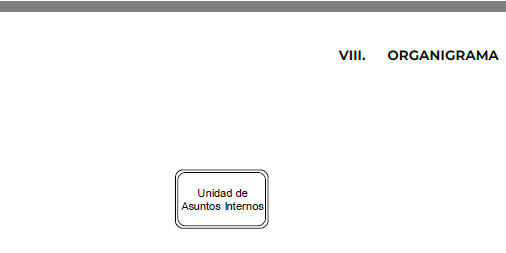 VIII. ORGANIGRAMA
Unidad de
Asuntos Internos